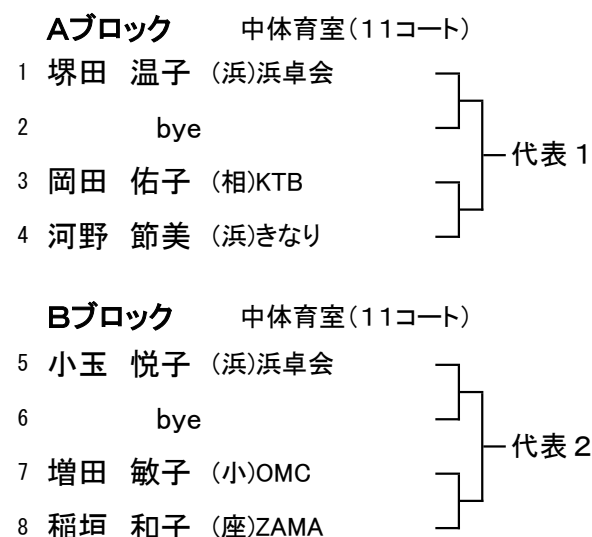 Aブロック　中体育室（１１コート）
1 堺田　温子 (浜)浜卓会
2 bye
代表１
3 岡田　佑子 (相)KTB
4 河野　節美 (浜)きなり
Bブロック　中体育室（１１コート）
5 小玉　悦子 (浜)浜卓会
6 bye
代表２
7 増田　敏子 (小)OMC
8 稲垣　和子 (座)ZAMA